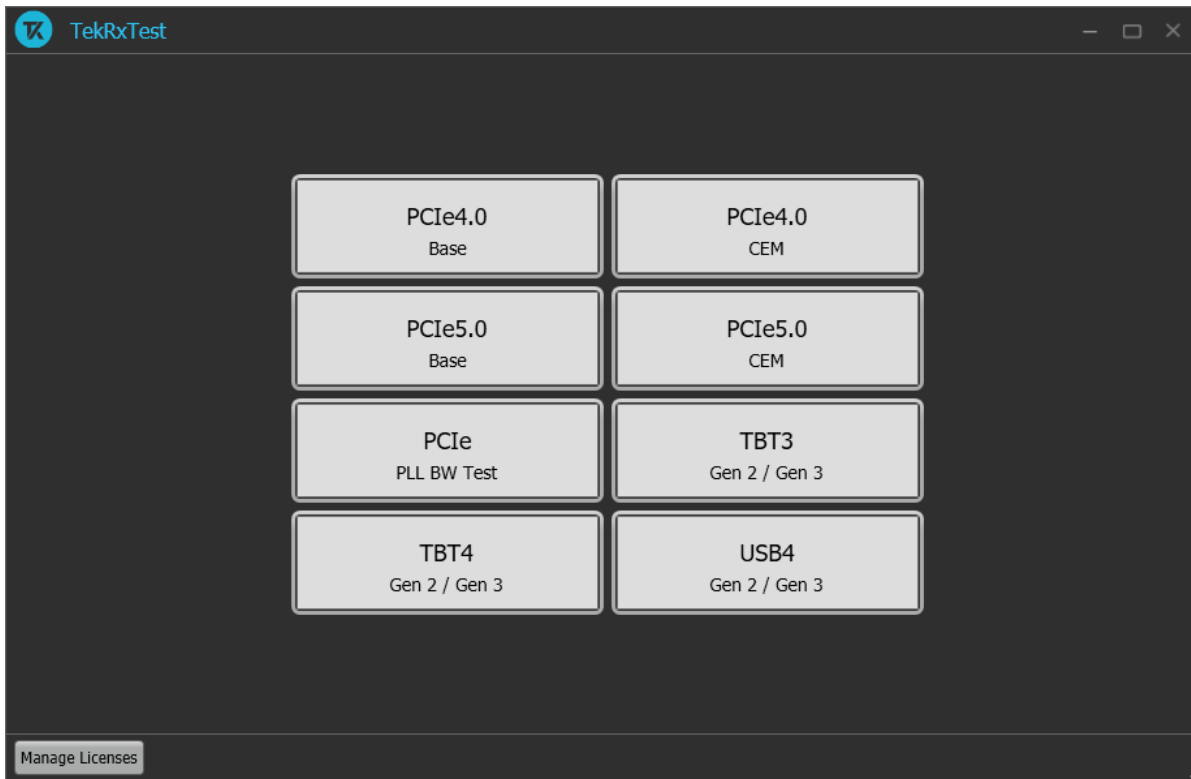 TK TekRxTest
PCIe4.0
Base
PCIe4.0
CEM
PCIe5.0
Base
PCIe5.0
CEM
PCIe
PLL BW Test
TBT3
Gen 2 / Gen 3
TBT4
Gen 2 / Gen 3
USB4
Gen 2 / Gen 3
Manage Licenses